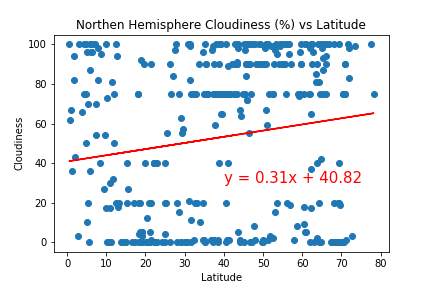 Northen Hemisphere Cloudiness (%) vs Latitude
100
80
60
40
20
0
Cloudiness
y = 0.31x + 40.82
0 10 20 30 40 50 60 70 80
Latitude